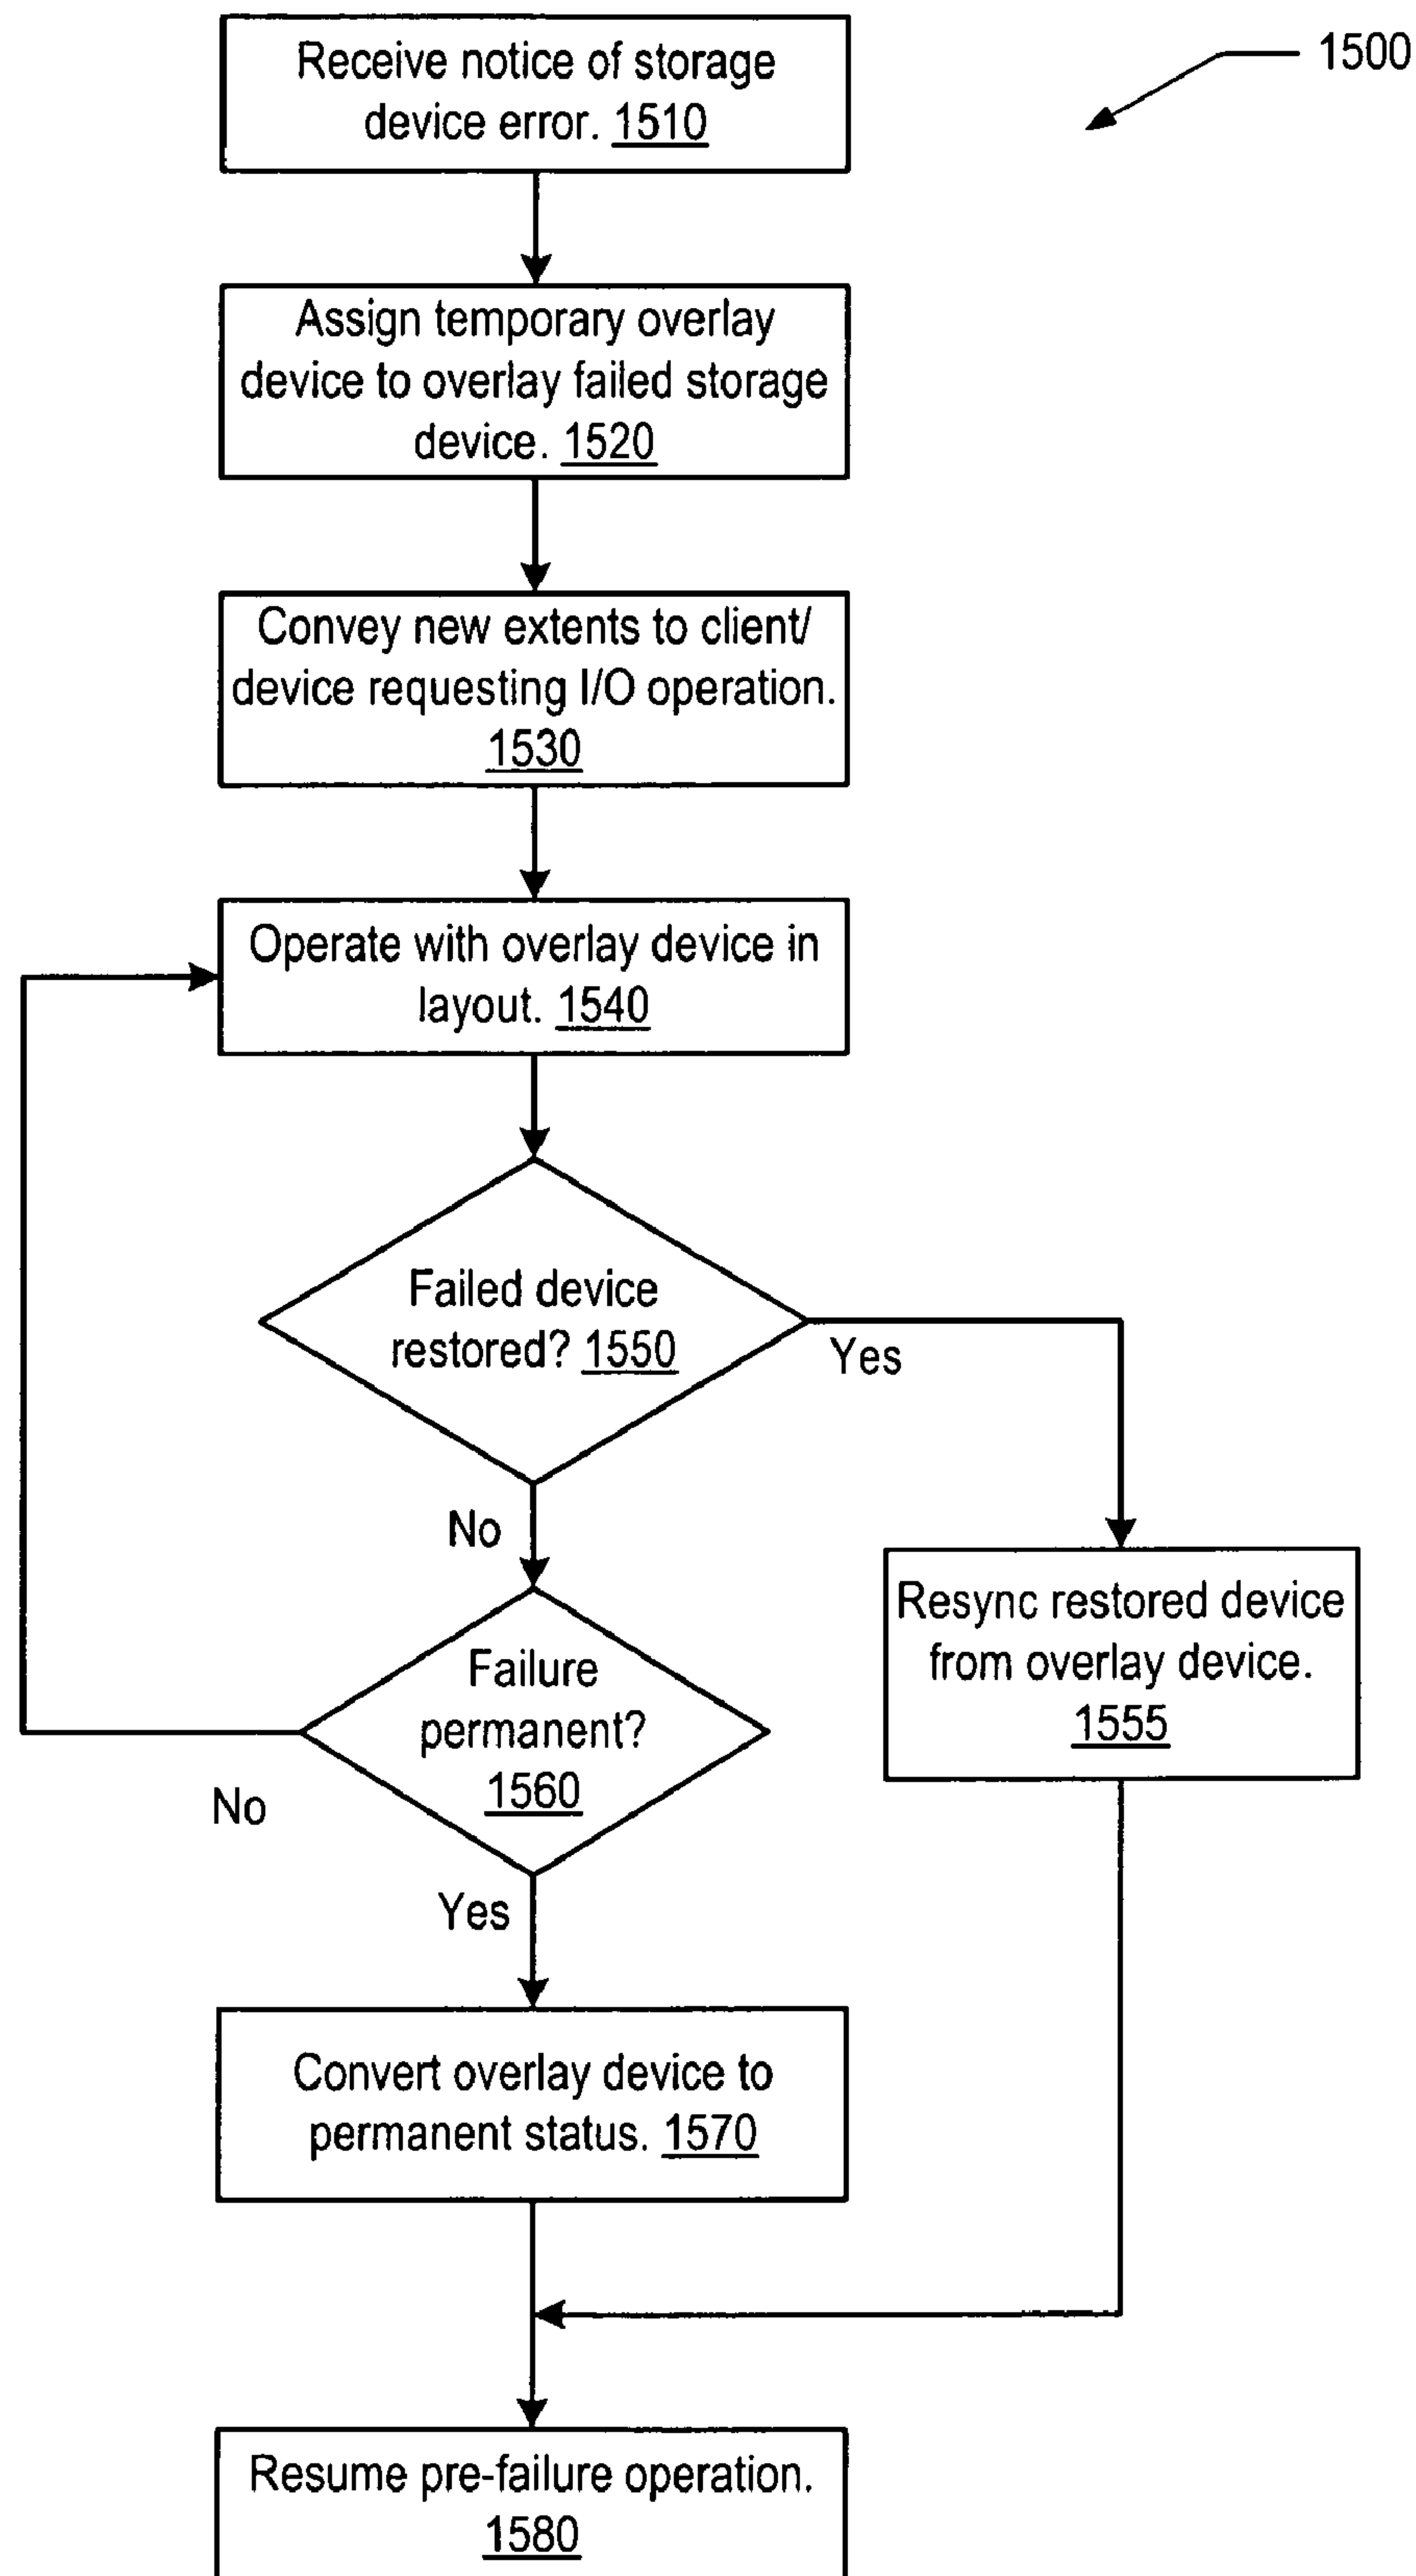 1500
Receive notice of storage
device error. 1510
Assign temporary overlay
device to overlay failed storage
device. 1520
Convey new extents to client/
device requesting I/O operation.
1530
Operate with overlay device in
layout. 1540
Failed device
restored? 1550
Yes
No
Resync restored device
from overlay device.
1555
Failure
permanent?
1560
No
Yes
Convert overlay device to
permanent status. 1570
Resume pre-failure operation.
1580